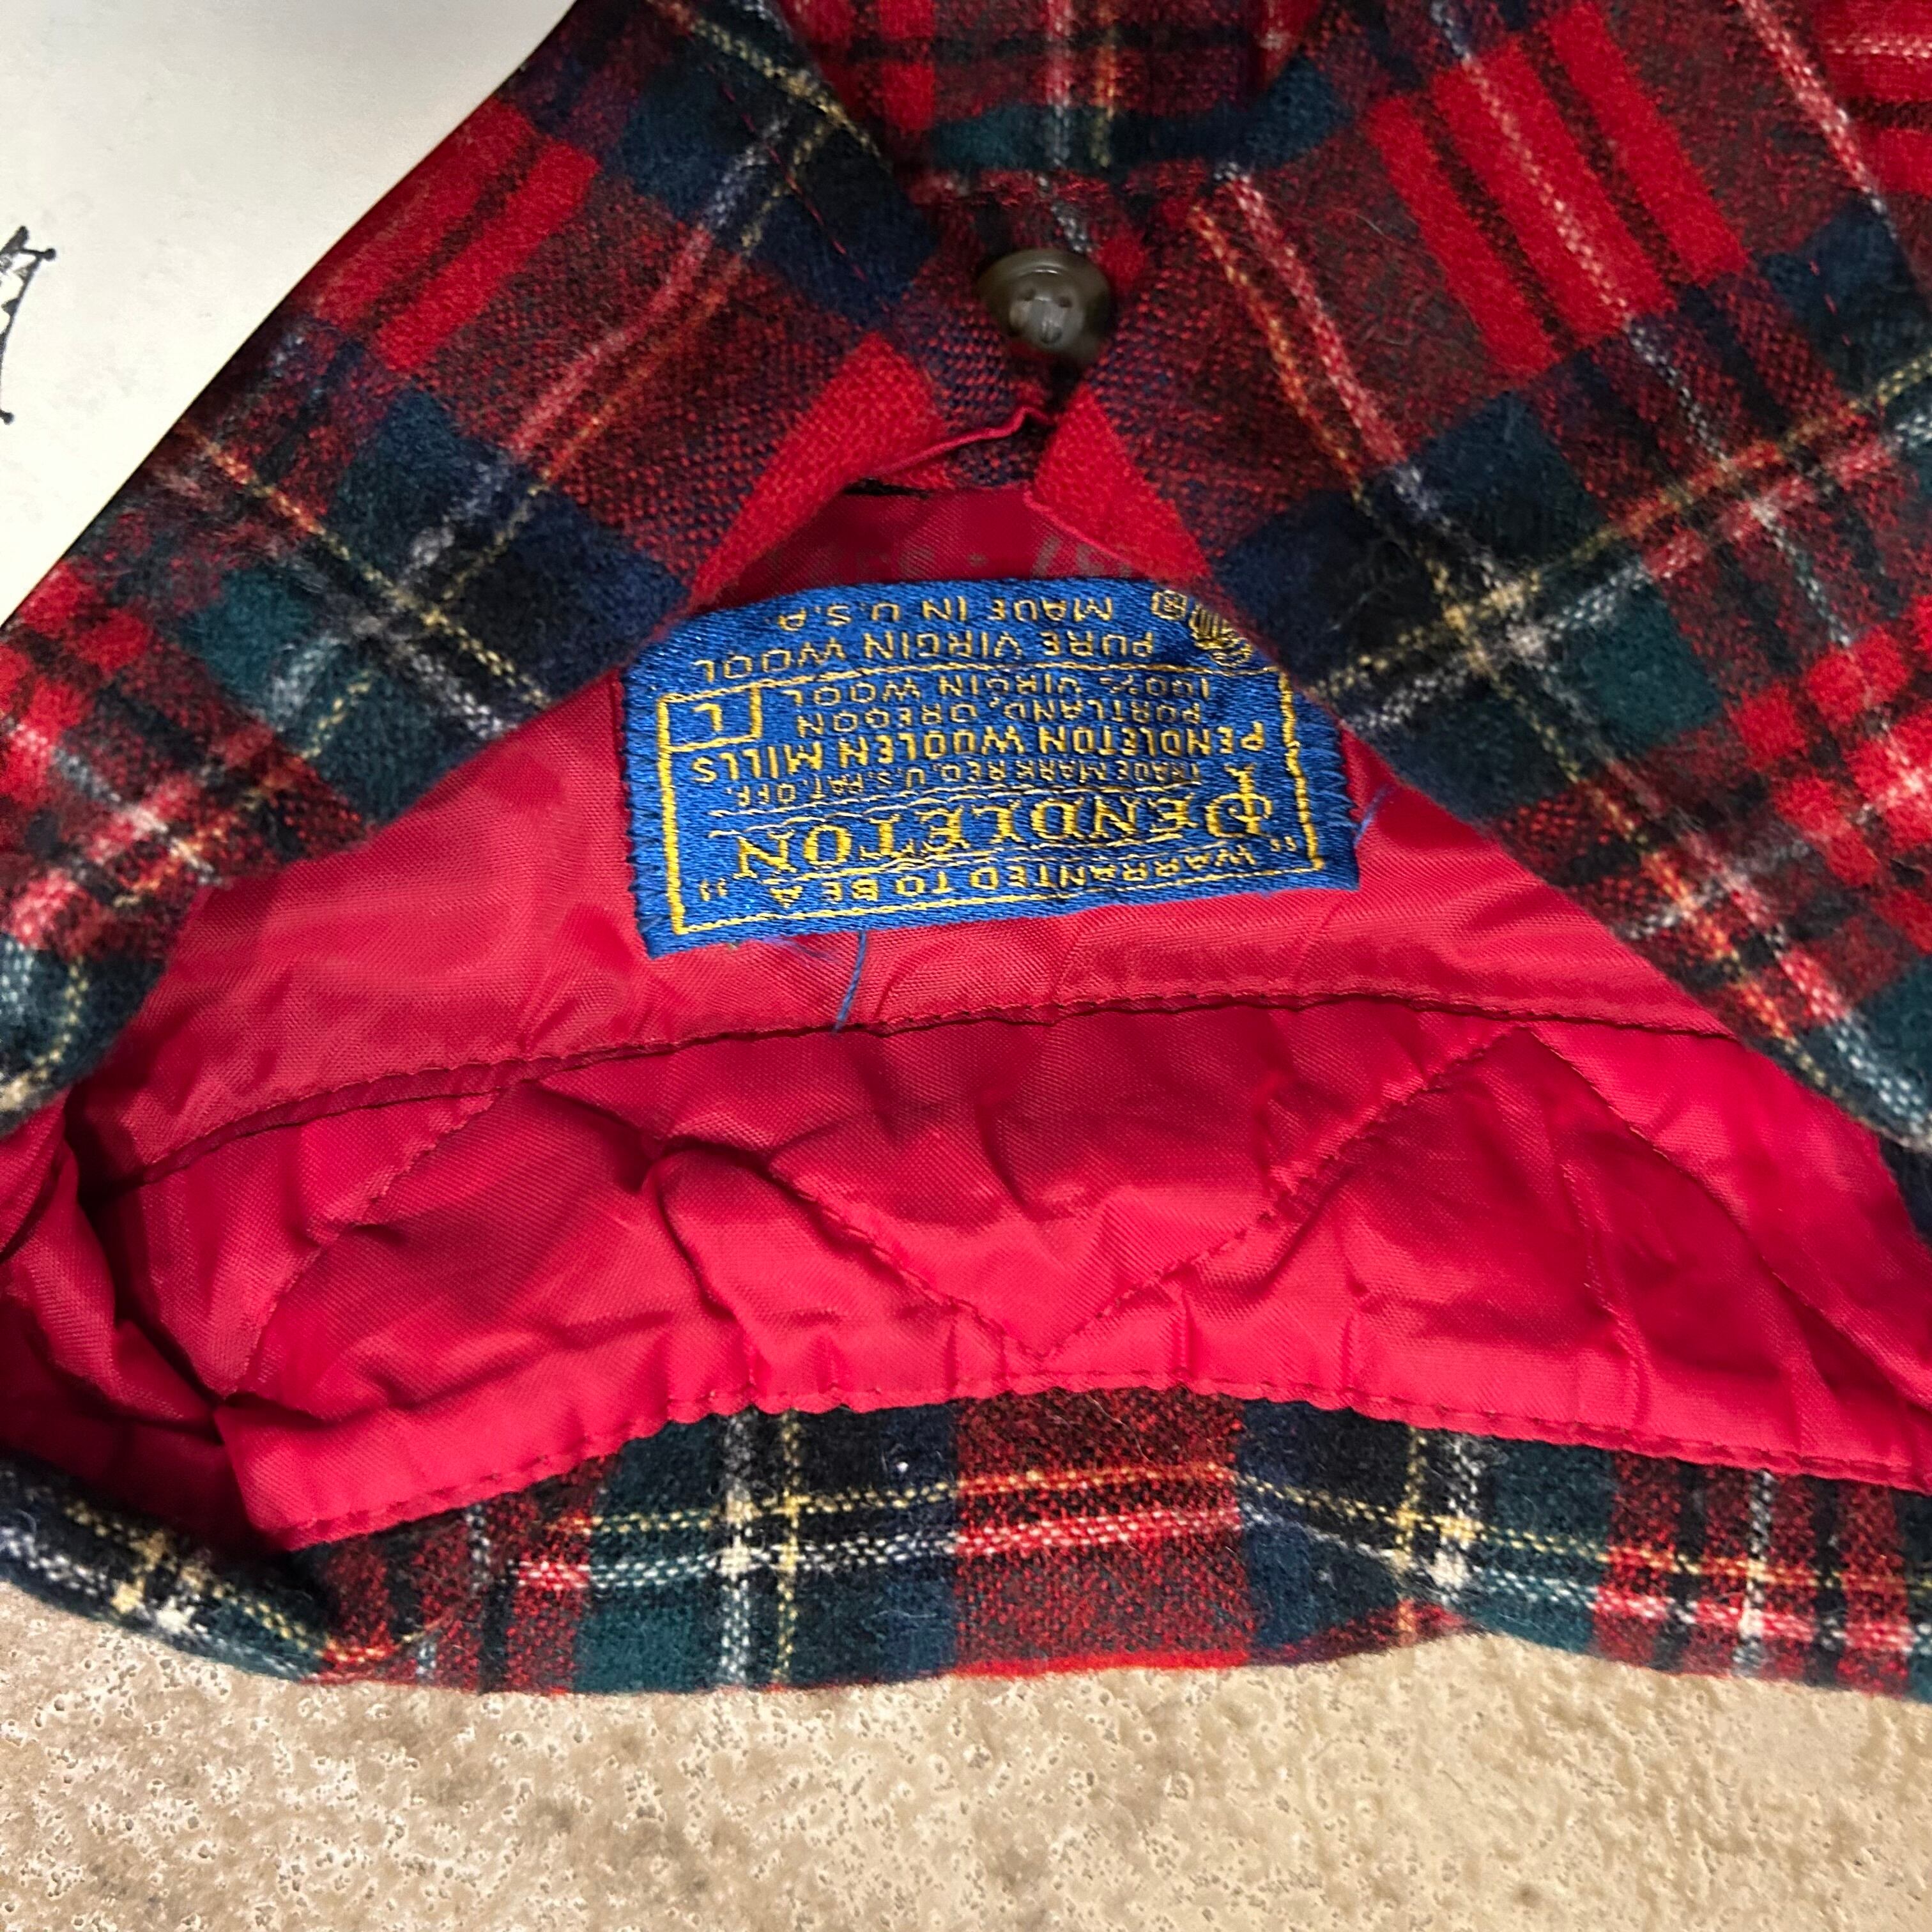 "WARRANTED TO BE A"
PENDLETON
TRADE MARK REG. U.S. PAT. OFF.
PENDLETON WOOLEN MILLS
PORTLAND, OREGON
100% VIRGIN WOOL
L
PURE VIRGIN WOOL
MADE IN U.S.A.